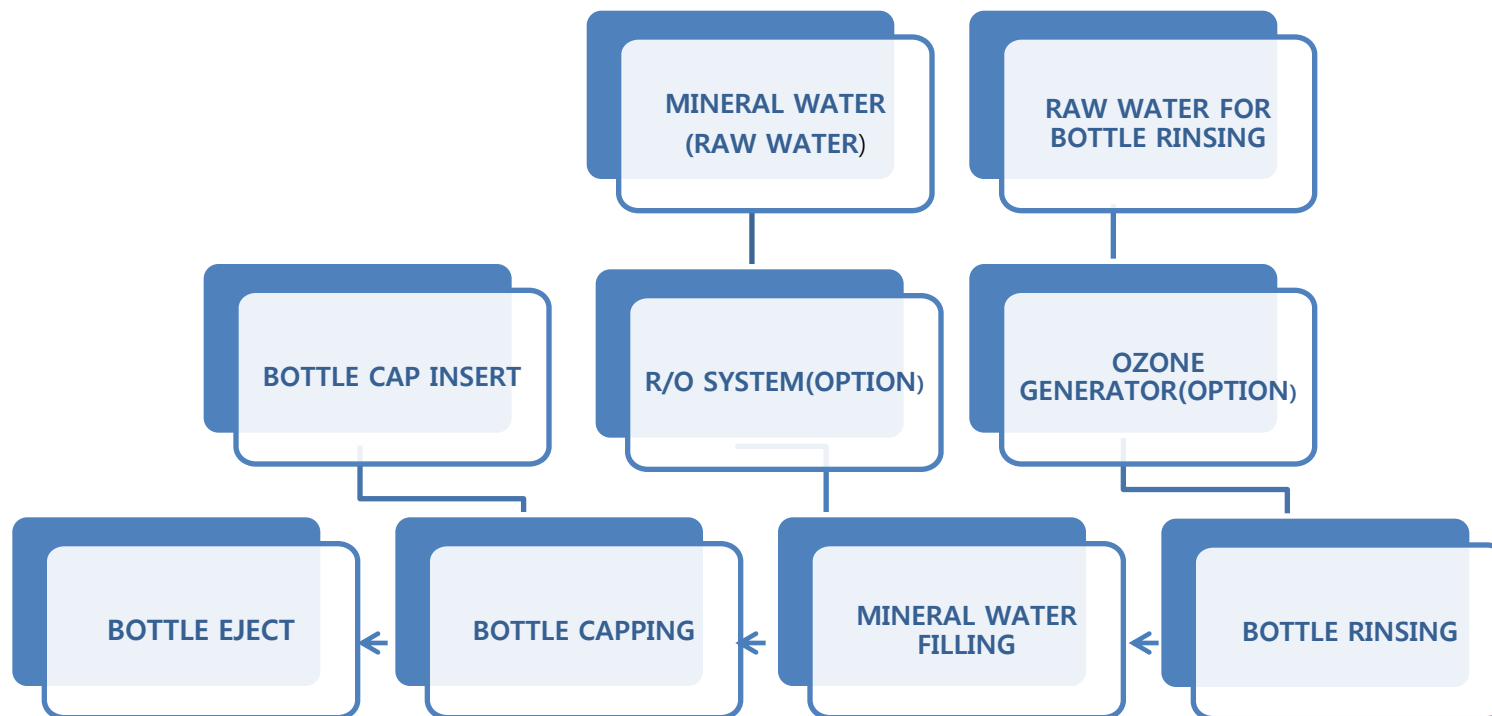 MINERAL WATER
(RAW WATER)
RAW WATER FOR
BOTTLE RINSING
BOTTLE CAP INSERT
R/O SYSTEM(OPTION)
OZONE
GENERATOR(OPTION)
BOTTLE EJECT
BOTTLE CAPPING
MINERAL WATER
FILLING
BOTTLE RINSING